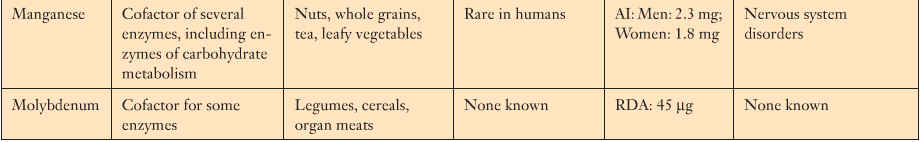 Manganese
Cofactor of several
enzymes, including en-
zymes of carbohydrate
metabolism
Nuts, whole grains,
tea, leafy vegetables
Rare in humans
AI: Men: 2.3 mg;
Women: 1.8 mg
Nervous system
disorders
Molybdenum
Cofactor for some
enzymes
Legumes, cereals,
organ meats
None known
RDA: 45 μg
None known